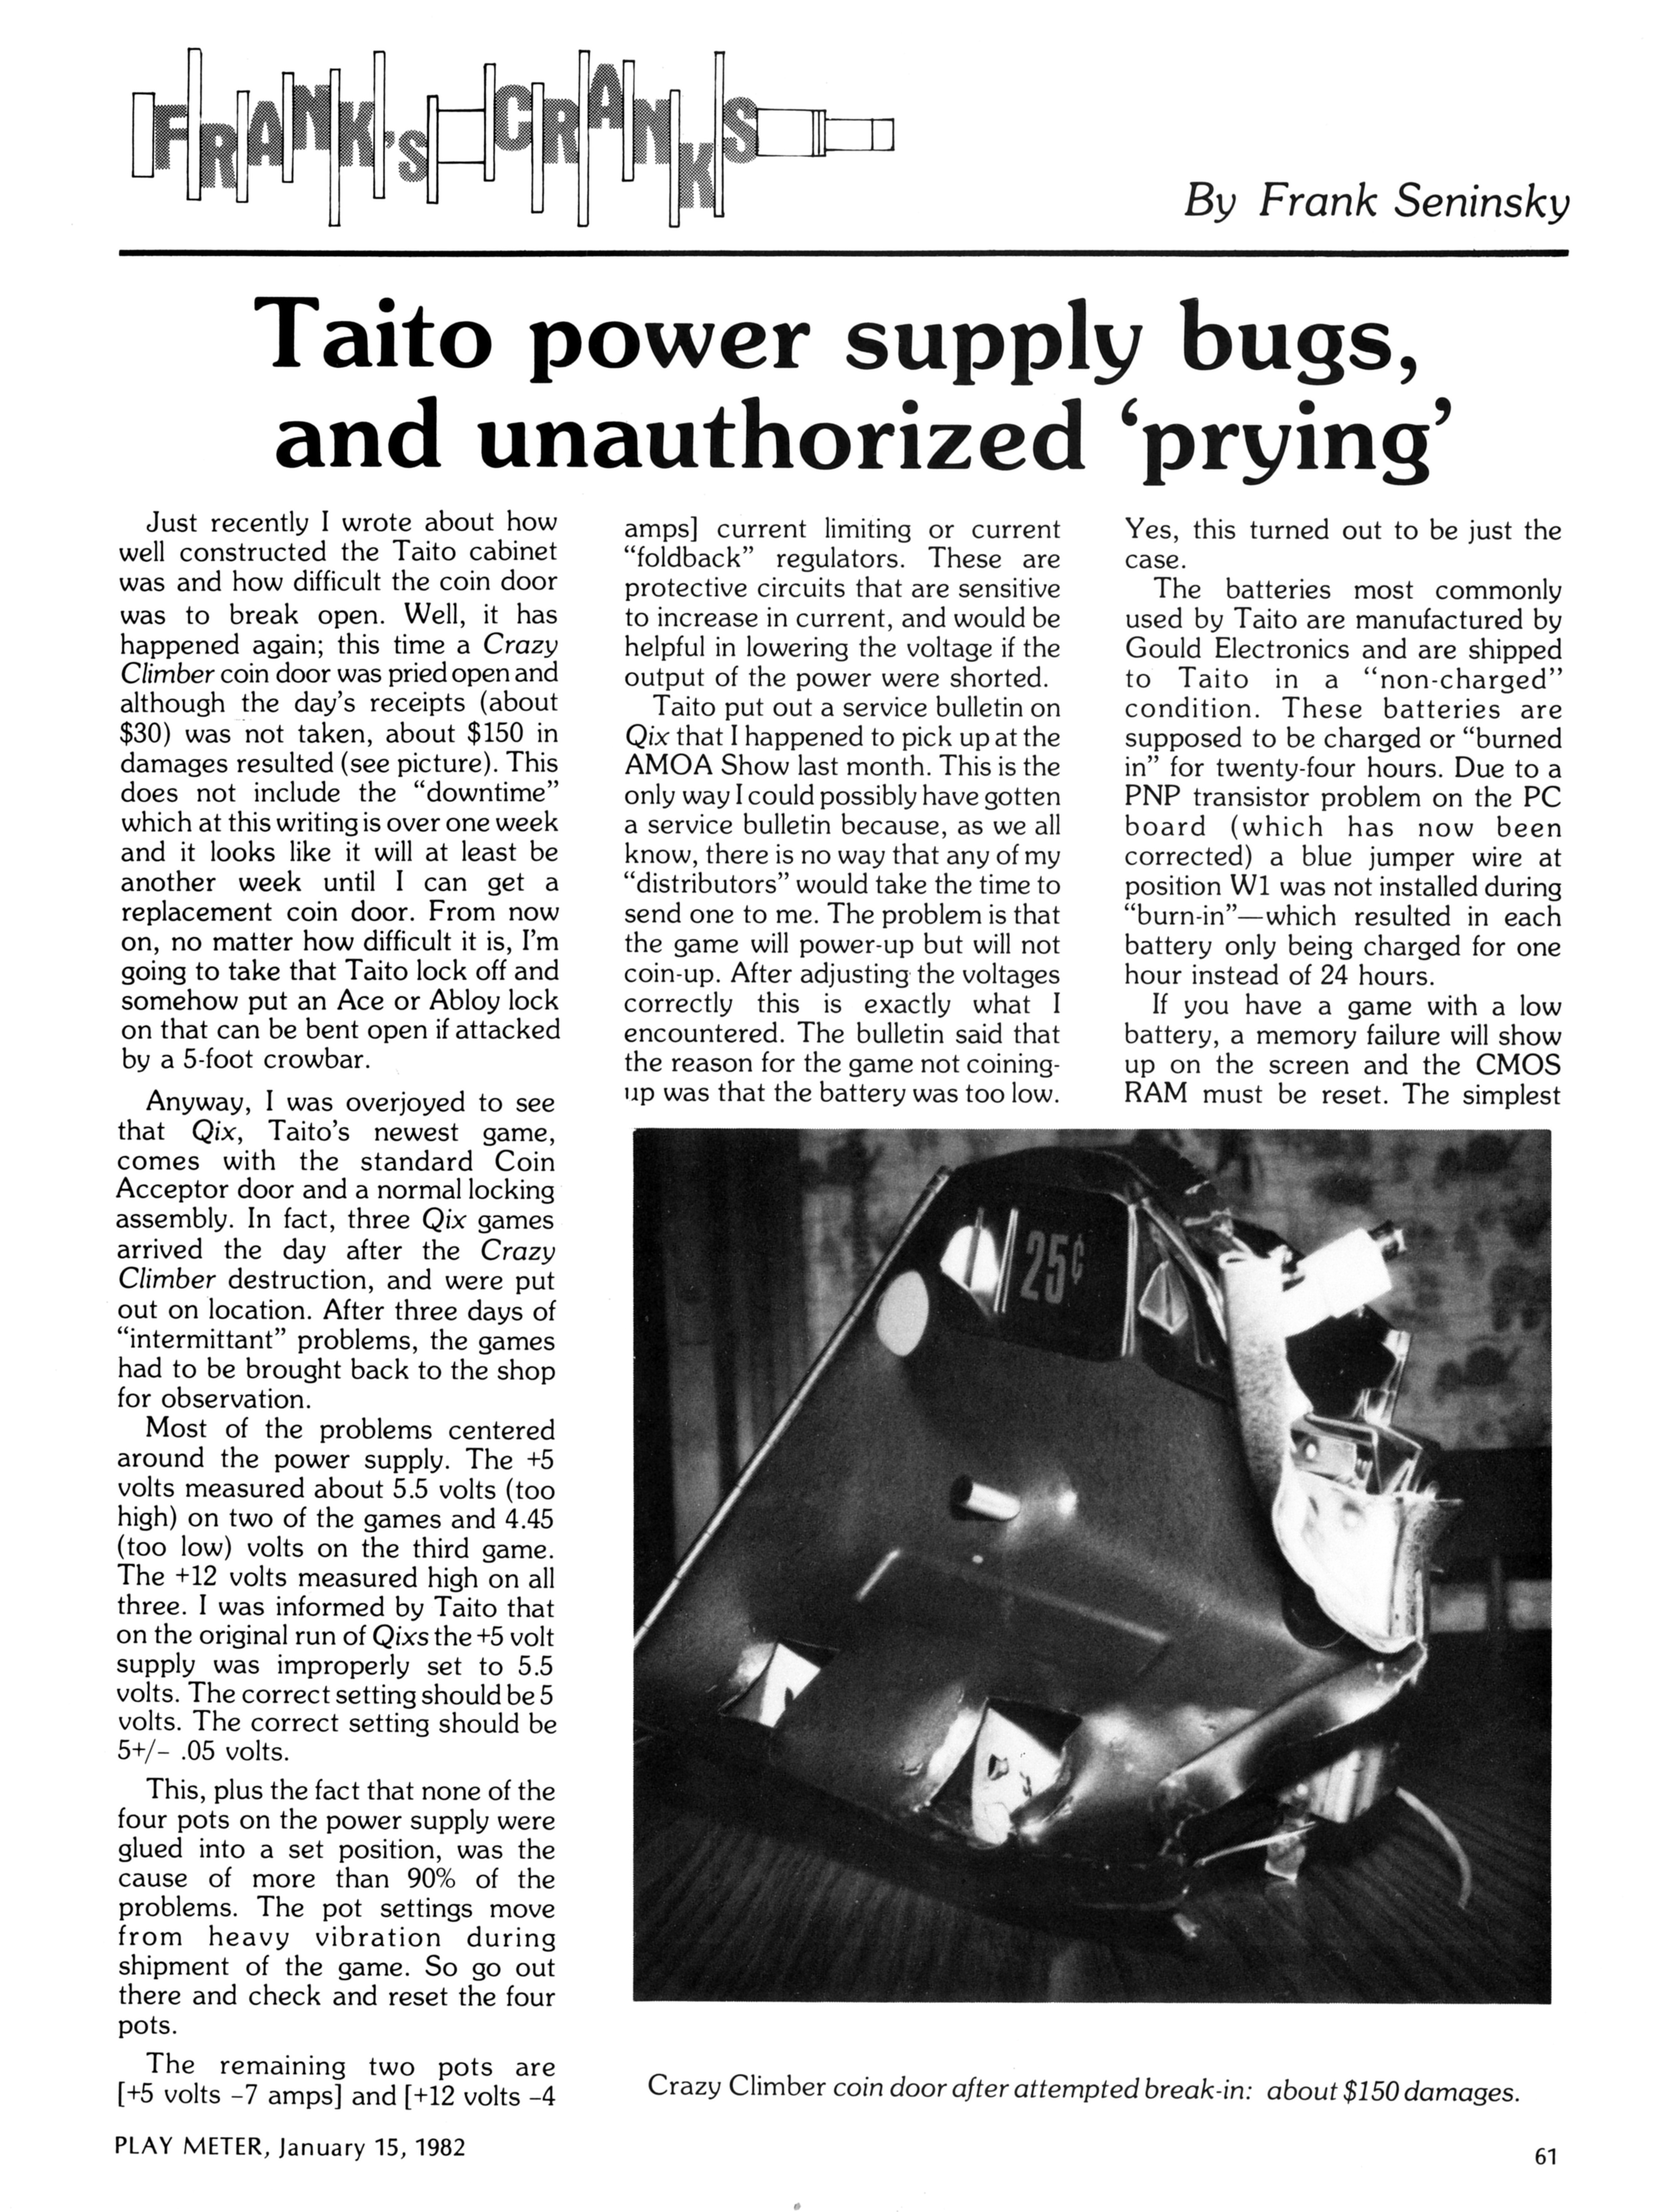 FRANK'S CRANKS
By Frank Seninsky
Taito power supply bugs,
and unauthorized ‘prying’
Just recently I wrote about how
well constructed the Taito cabinet
was and how difficult the coin door
was to break open. Well, it has
happened again; this time a Crazy
Climber coin door was pried open and
although the day's receipts (about
$30) was not taken, about $150 in
damages resulted (see picture). This
does not include the “downtime”
which at this writing is over one week
and it looks like it will at least be
another week until I can get a
replacement coin door. From now
on, no matter how difficult it is, I'm
going to take that Taito lock off and
somehow put an Ace or Abloy lock
on that can be bent open if attacked
by a 5-foot crowbar.
Anyway, I was overjoyed to see
that Qix, Taito's newest game,
comes with the standard Coin
Acceptor door and a normal locking
assembly. In fact, three Qix games
arrived the day after the Crazy
Climber destruction, and were put
out on location. After three days of
“intermittant” problems, the games
had to be brought back to the shop
for observation.
Most of the problems centered
around the power supply. The +5
volts measured about 5.5 volts (too
high) on two of the games and 4.45
(too low) volts on the third game.
The +12 volts measured high on all
three. I was informed by Taito that
on the original run of Qixs the +5 volt
supply was improperly set to 5.5
volts. The correct setting should be 5
volts. The correct setting should be
5+/− .05 volts.
This, plus the fact that none of the
four pots on the power supply were
glued into a set position, was the
cause of more than 90% of the
problems. The pot settings move
from heavy vibration during
shipment of the game. So go out
there and check and reset the four
pots.
The remaining two pots are
[+5 volts −7 amps] and [+12 volts −4
amps] current limiting or current
“foldback” regulators. These are
protective circuits that are sensitive
to increase in current, and would be
helpful in lowering the voltage if the
output of the power were shorted.
Taito put out a service bulletin on
Qix that I happened to pick up at the
AMOA Show last month. This is the
only way I could possibly have gotten
a service bulletin because, as we all
know, there is no way that any of my
“distributors” would take the time to
send one to me. The problem is that
the game will power-up but will not
coin-up. After adjusting the voltages
correctly this is exactly what I
encountered. The bulletin said that
the reason for the game not coining-
up was that the battery was too low.
Yes, this turned out to be just the
case.
The batteries most commonly
used by Taito are manufactured by
Gould Electronics and are shipped
to Taito in a “non-charged”
condition. These batteries are
supposed to be charged or “burned
in” for twenty-four hours. Due to a
PNP transistor problem on the PC
board (which has now been
corrected) a blue jumper wire at
position W1 was not installed during
“burn-in”—which resulted in each
battery only being charged for one
hour instead of 24 hours.
If you have a game with a low
battery, a memory failure will show
up on the screen and the CMOS
RAM must be reset. The simplest
25¢
Crazy Climber coin door after attempted break-in: about $150 damages.
PLAY METER, January 15, 1982
61